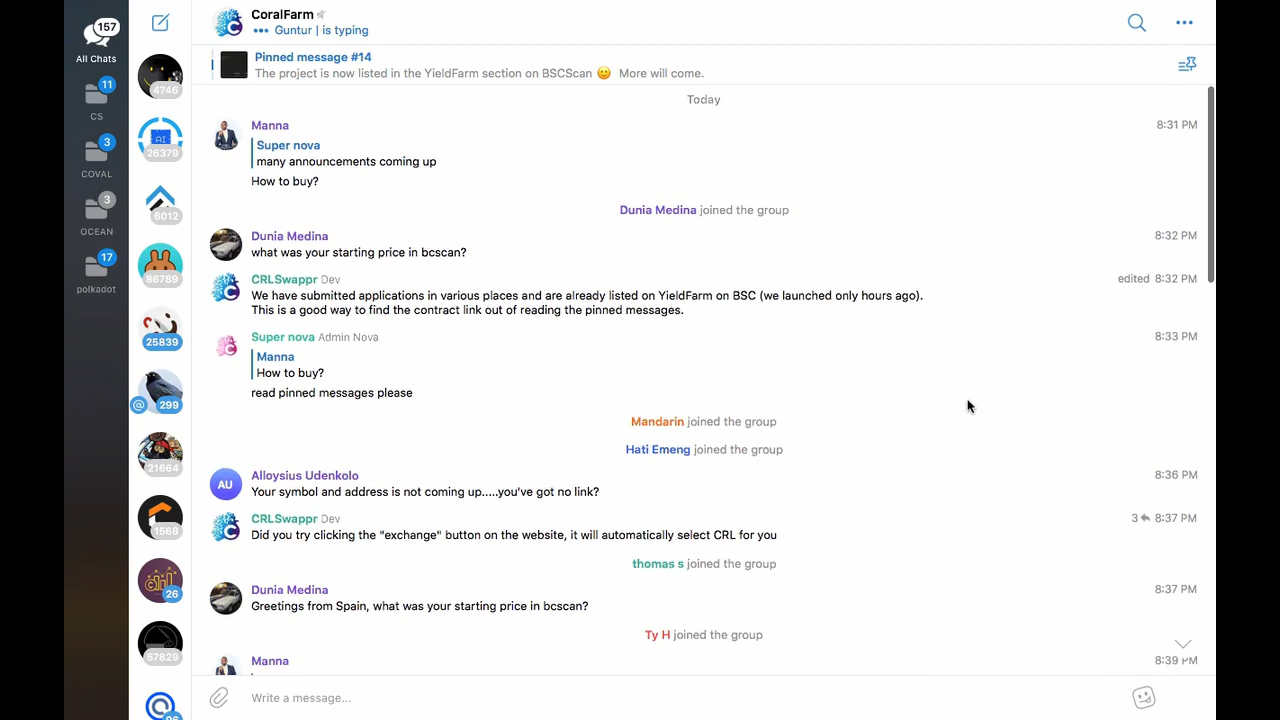 157
All Chats
11
CS
3
COVAL
3
OCEAN
17
polkadot
4746
AI
26379
6012
86789
25839
@
299
21664
1568
26
57829
CoralFarm
Guntur | is typing
Pinned message #14
The project is now listed in the YieldFarm section on BSCScan 🙂 More will come.
Today
Manna 8:31 PM
Super nova
many announcements coming up
How to buy?
Dunia Medina joined the group
Dunia Medina 8:32 PM
what was your starting price in bcscan?
CRLSwappr Dev edited 8:32 PM
We have submitted applications in various places and are already listed on YieldFarm on BSC (we launched only hours ago).
This is a good way to find the contract link out of reading the pinned messages.
Super nova Admin Nova 8:33 PM
Manna
How to buy?
read pinned messages please
Mandarin joined the group
Hati Emeng joined the group
AU
Alloysius Udenkolo 8:36 PM
Your symbol and address is not coming up.....you've got no link?
CRLSwappr Dev 3 8:37 PM
Did you try clicking the "exchange" button on the website, it will automatically select CRL for you
thomas s joined the group
Dunia Medina 8:37 PM
Greetings from Spain, what was your starting price in bcscan?
Ty H joined the group
Manna 8:39 PM
Write a message...